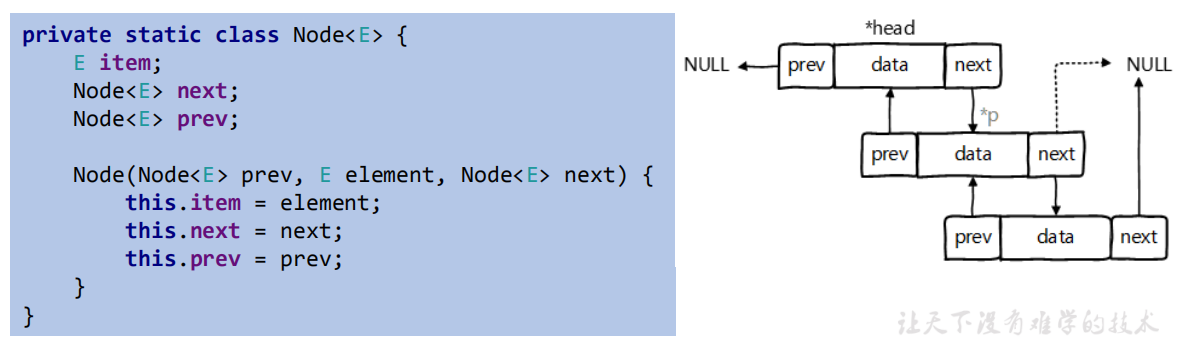 private static class Node<E> {
    E item;
    Node<E> next;
    Node<E> prev;

    Node(Node<E> prev, E element, Node<E> next) {
        this.item = element;
        this.next = next;
        this.prev = prev;
    }
}
*head
NULL prev data next NULL
*p
prev data next
prev data next
让天下没有难学的技术